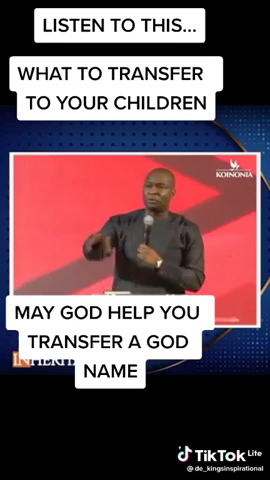 LISTEN TO THIS...
WHAT TO TRANSFER
TO YOUR CHILDREN
KOINONIA
MAY GOD HELP YOU
TRANSFER A GOD
NAME
TikTok Lite
@de_kingsinspirational